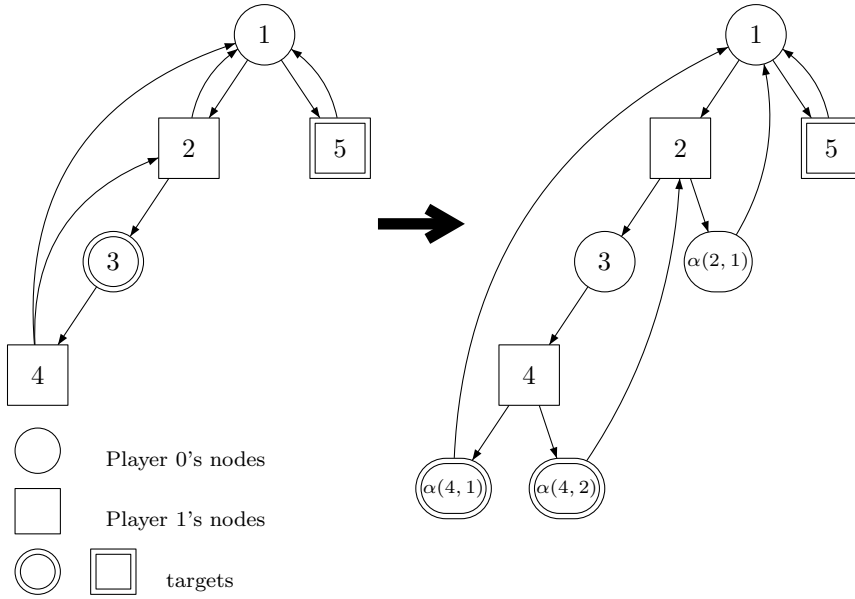 1
1
2
5
2
5
3
3
α(2, 1)
4
4
α(4, 1)
α(4, 2)
Player 0's nodes
Player 1's nodes
targets